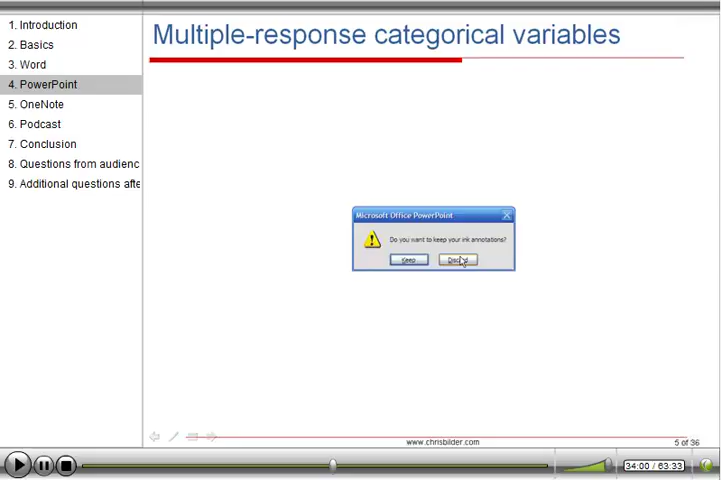 1. Introduction
2. Basics
3. Word
4. PowerPoint
5. OneNote
6. Podcast
7. Conclusion
8. Questions from audienc
9. Additional questions afte
Multiple-response categorical variables
Microsoft Office PowerPoint
Do you want to keep your ink annotations?
Keep
Discard
www.chrisbilder.com
5 of 36
34:00 / 63:33